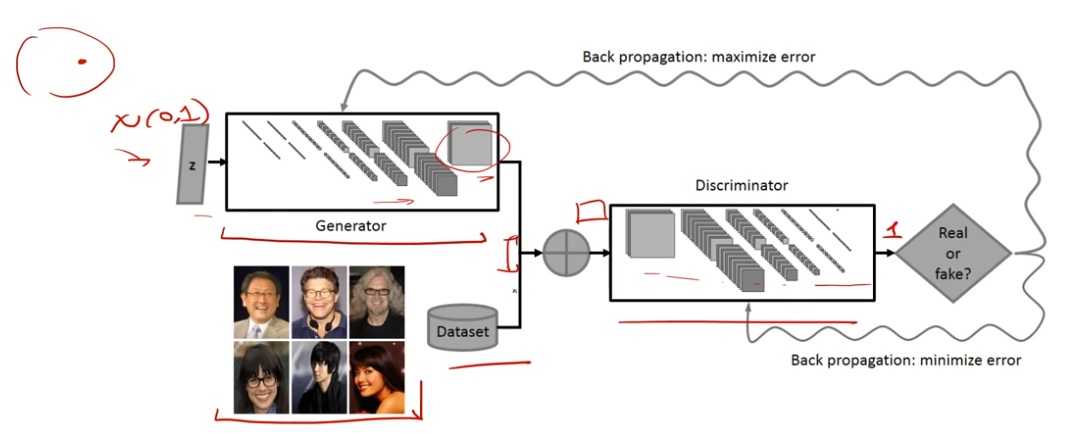 Back propagation: maximize error
N(0,1)
z
Generator
Discriminator
1
Real
or
fake?
Dataset
Back propagation: minimize error